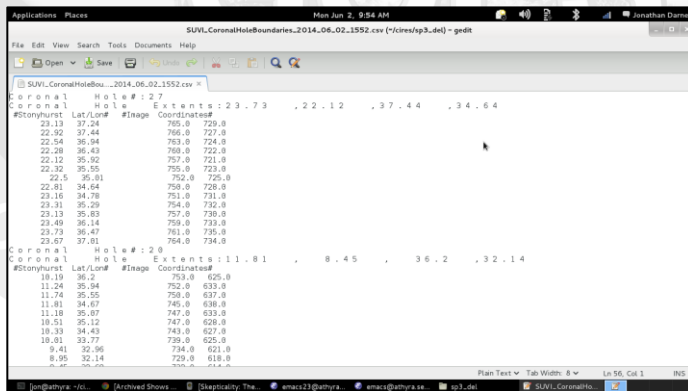 Applications Places Mon Jun 2, 9:54 AM Jonathan Darne
SUVI_CoronalHoleBoundaries_2014_06_02_1552.csv (~/cires/sp3_del) - gedit
File Edit View Search Tools Documents Help
Open Save Undo
SUVI_CoronalHoleBou..._2014_06_02_1552.csv ×
Coronal Hole#:27
Coronal Hole Extents:23.73 ,22.12 ,37.44 ,34.64
#Stonyhurst Lat/Lon# #Image Coordinates#
23.13 37.24 765.0 729.0
22.92 37.44 766.0 727.0
22.54 36.94 763.0 724.0
22.28 36.43 760.0 722.0
22.12 35.92 757.0 721.0
22.32 35.55 755.0 723.0
22.5 35.01 752.0 725.0
22.81 34.64 750.0 728.0
23.16 34.78 751.0 731.0
23.31 35.29 754.0 732.0
23.13 35.83 757.0 730.0
23.49 36.14 759.0 733.0
23.73 36.47 761.0 735.0
23.67 37.01 764.0 734.0
Coronal Hole#:20
Coronal Hole Extents:11.81 , 8.45 , 36.2 ,32.14
#Stonyhurst Lat/Lon# #Image Coordinates#
10.19 36.2 753.0 625.0
11.24 35.94 752.0 633.0
11.74 35.55 750.0 637.0
11.81 34.67 745.0 638.0
11.18 35.07 747.0 633.0
10.51 35.12 747.0 628.0
10.33 34.43 743.0 627.0
10.01 33.77 739.0 625.0
9.41 32.96 734.0 621.0
8.95 32.14 729.0 618.0
Plain Text Tab Width: 8 Ln 56, Col 1 INS
[jon@athyra: ~/ci... [Archived Shows ... [Skepticality: The... emacs23@athyra... emacs@athyra.se... sp3_del SUVI_CoronalHo...